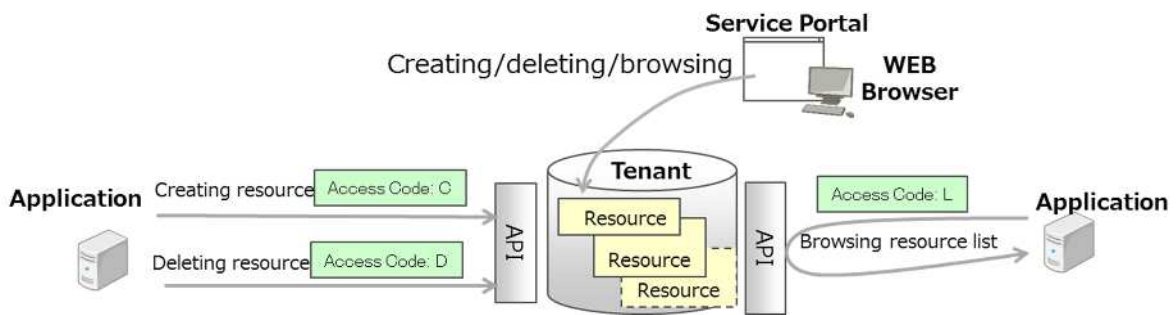 Service Portal
Creating/deleting/browsing
WEB
Browser
Tenant
Application
Creating resource
Access Code: C
API
Resource
Resource
Resource
Deleting resource
Access Code: D
API
Access Code: L
Browsing resource list
Application